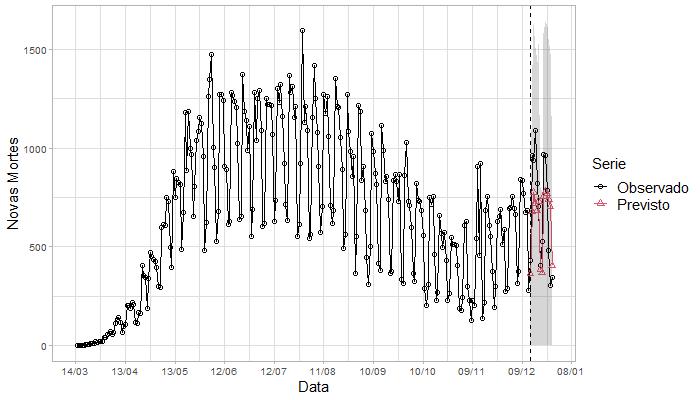 1500
1000
500
0
Novas Mortes
14/03 13/04 13/05 12/06 12/07 11/08 10/09 10/10 09/11 09/12 08/01
Data
Serie
Observado
Previsto